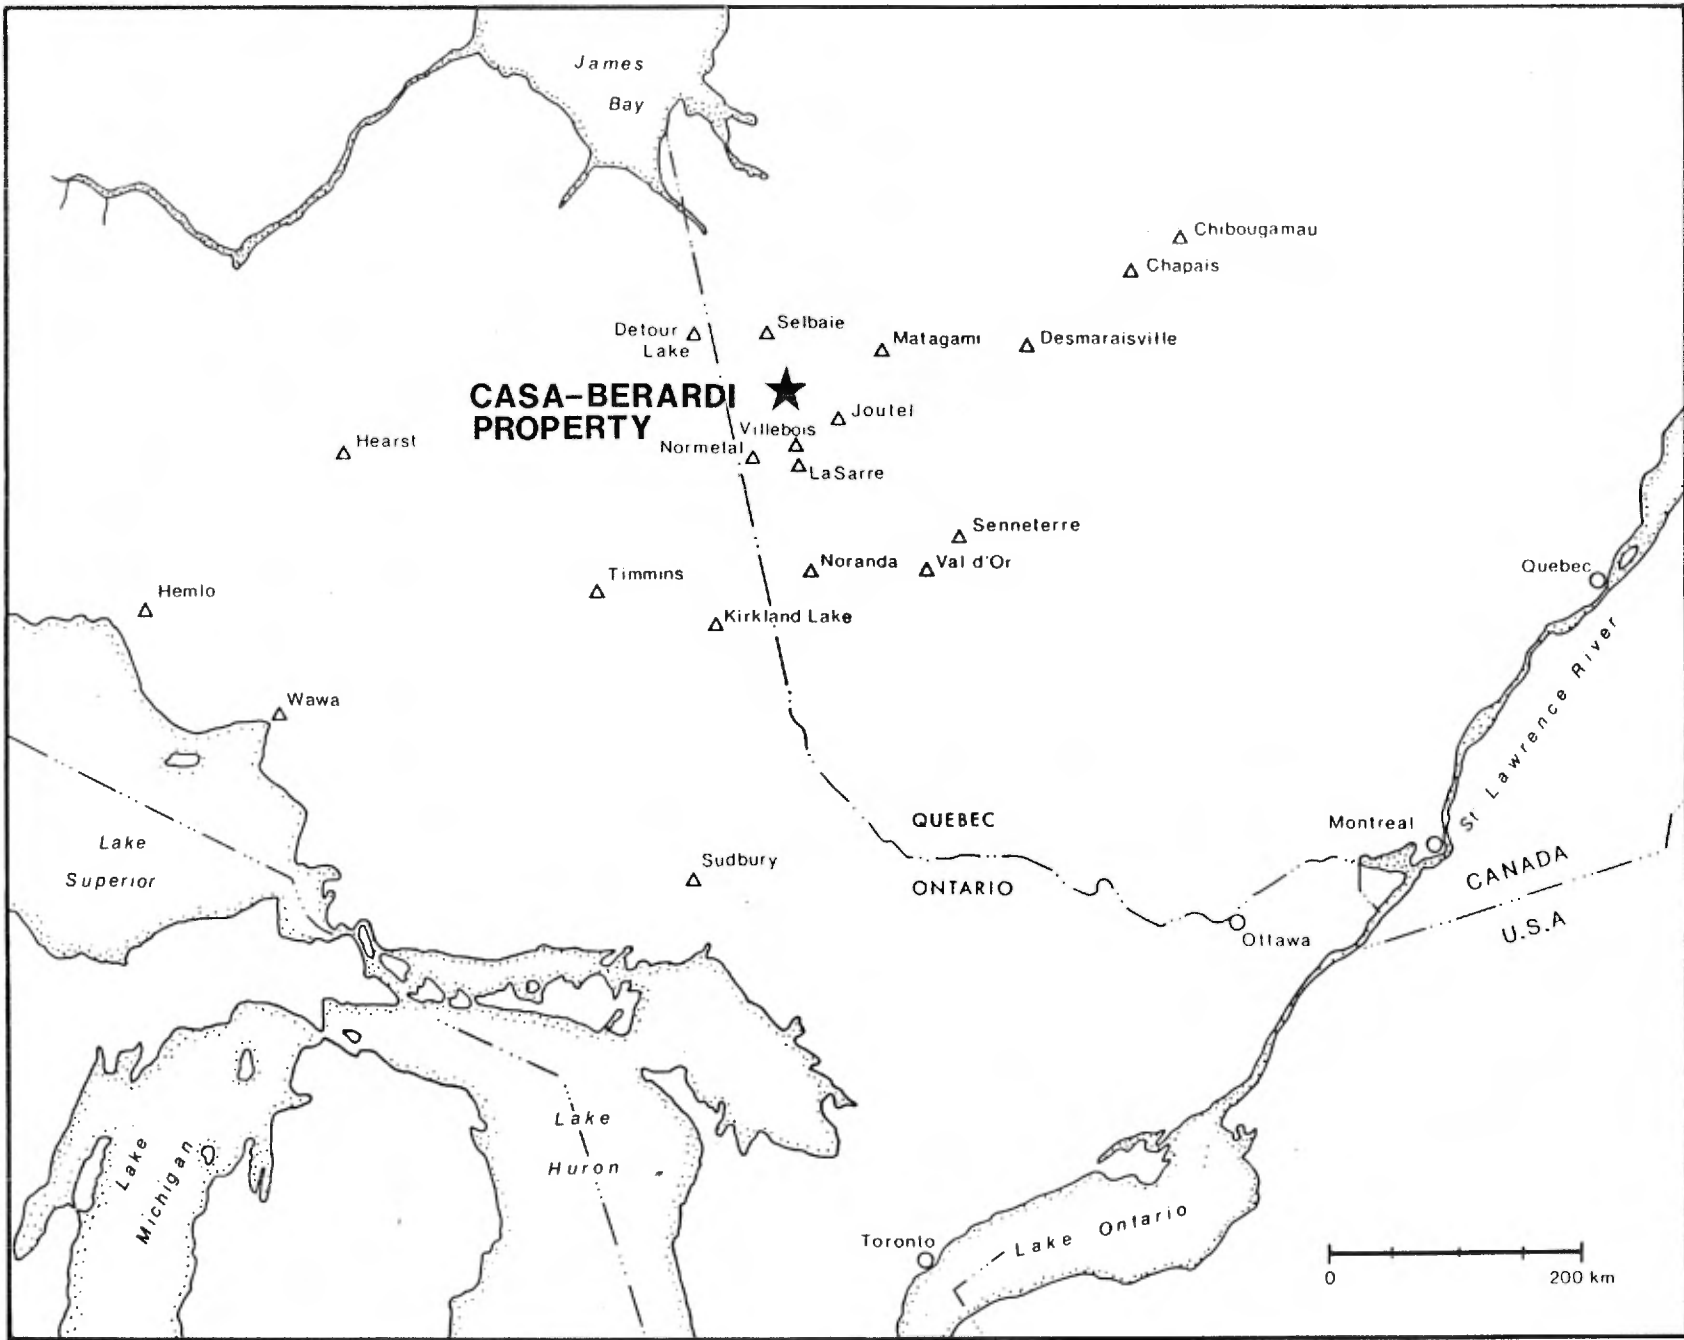 James
Bay
Chibougamau
Chapais
Detour
Lake
Selbaie
Matagami
Desmaraisville
CASA-BERARDI
PROPERTY
Joutel
Villebois
Normetal
LaSarre
Hearst
Senneterre
Noranda
Val d'Or
Timmins
Kirkland Lake
Hemlo
Quebec
Wawa
St Lawrence River
Lake
Superior
QUEBEC
ONTARIO
Montreal
CANADA
U.S.A
Sudbury
Ottawa
Lake
Huron
Lake
Michigan
Toronto
Lake Ontario
0
200 km